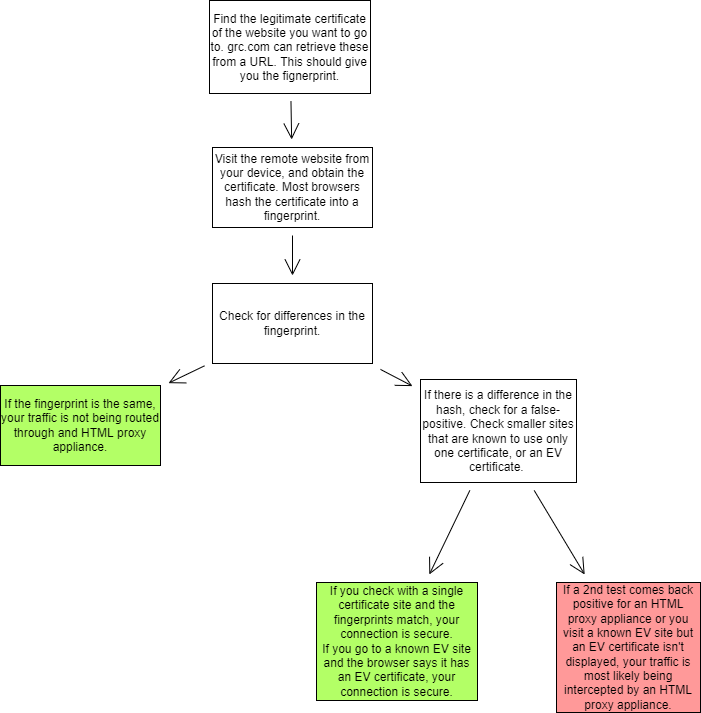 Find the legitimate certificate
of the website you want to go
to. grc.com can retrieve these
from a URL. This should give
you the fignerprint.
Visit the remote website from
your device, and obtain the
certificate. Most browsers
hash the certificate into a
fingerprint.
Check for differences in the
fingerprint.
If the fingerprint is the same,
your traffic is not being routed
through and HTML proxy
appliance.
If there is a difference in the
hash, check for a false-
positive. Check smaller sites
that are known to use only
one certificate, or an EV
certificate.
If you check with a single
certificate site and the
fingerprints match, your
connection is secure.
If you go to a known EV site
and the browser says it has
an EV certificate, your
connection is secure.
If a 2nd test comes back
positive for an HTML
proxy appliance or you
visit a known EV site but
an EV certificate isn't
displayed, your traffic is
most likely being
intercepted by an HTML
proxy appliance.